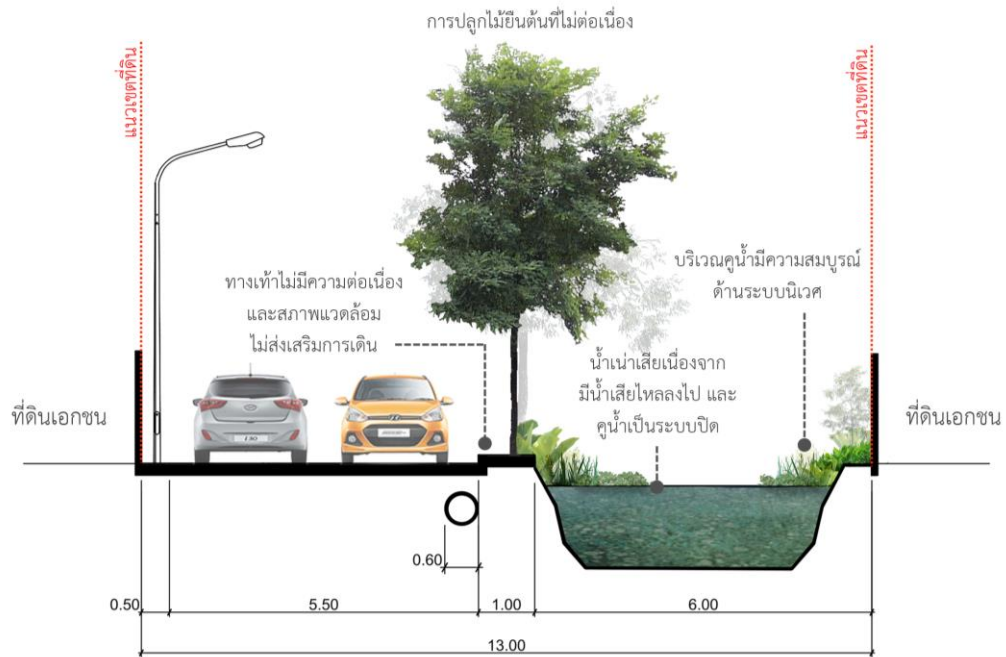 การปลูกไม้ยืนต้นที่ไม่ต่อเนื่อง
แนวเขตที่ดิน
แนวเขตที่ดิน
ทางเท้าไม่มีความต่อเนื่อง
และสภาพแวดล้อม
ไม่ส่งเสริมการเดิน
บริเวณคูน้ำมีความสมบูรณ์
ด้านระบบนิเวศ
น้ำเน่าเสียเนื่องจาก
มีน้ำเสียไหลลงไป และ
คูน้ำเป็นระบบปิด
ที่ดินเอกชน
ที่ดินเอกชน
i30
0.60
0.50
5.50
1.00
6.00
13.00